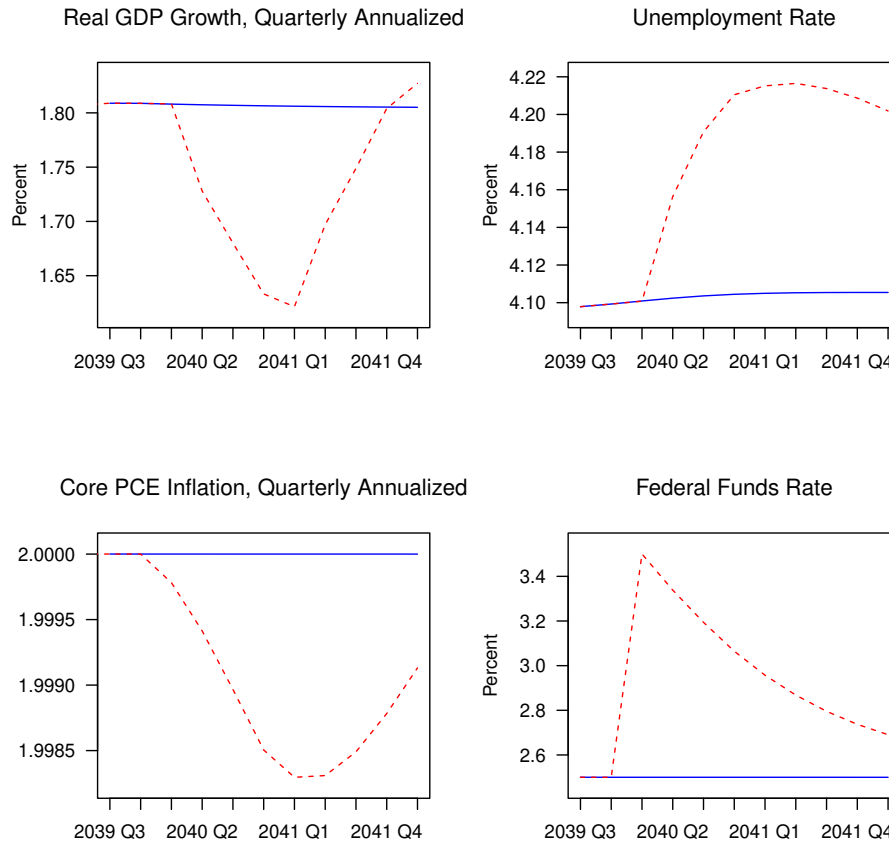 Real GDP Growth, Quarterly Annualized
Percent
1.80
1.75
1.70
1.65
2039 Q3 2040 Q2 2041 Q1 2041 Q4
Unemployment Rate
Percent
4.22
4.20
4.18
4.16
4.14
4.12
4.10
2039 Q3 2040 Q2 2041 Q1 2041 Q4
Core PCE Inflation, Quarterly Annualized
2.0000
1.9995
1.9990
1.9985
2039 Q3 2040 Q2 2041 Q1 2041 Q4
Federal Funds Rate
Percent
3.4
3.2
3.0
2.8
2.6
2039 Q3 2040 Q2 2041 Q1 2041 Q4